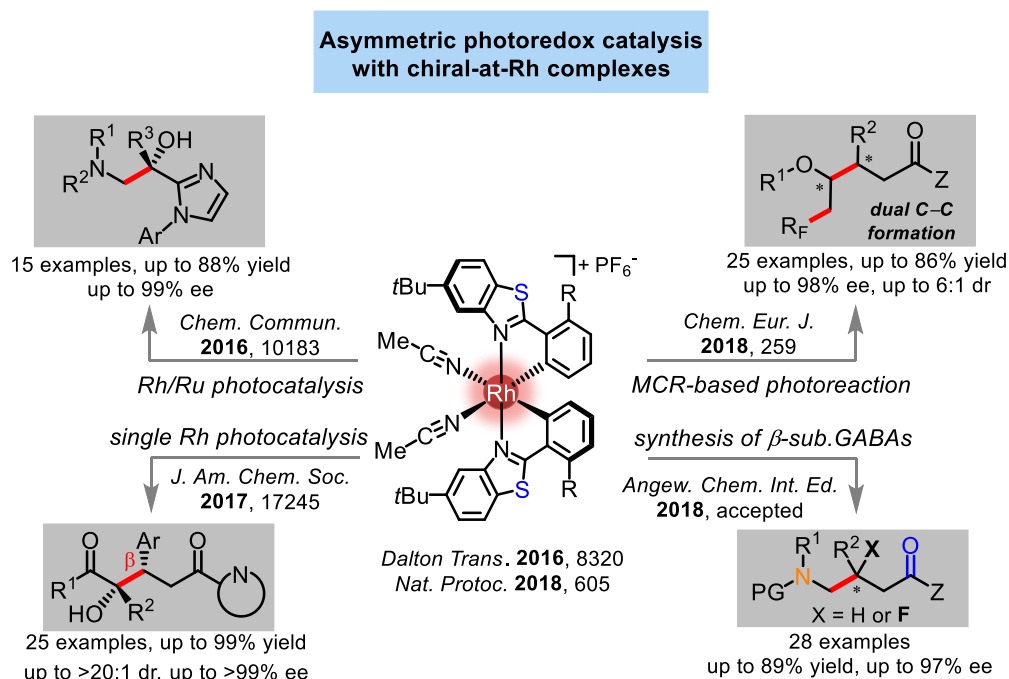 Asymmetric photoredox catalysis
with chiral-at-Rh complexes
R1
R2
N
R3
OH
N
N
Ar
15 examples, up to 88% yield
up to 99% ee
Chem. Commun.
2016, 10183
Rh/Ru photocatalysis
R2
O
R1
O
*
*
Z
RF
dual C–C
formation
25 examples, up to 86% yield
up to 98% ee, up to 6:1 dr
Chem. Eur. J.
2018, 259
MCR-based photoreaction
+ PF6-
tBu
S
R
N
Me
C
N
Rh
Me
C
N
N
tBu
S
R
Dalton Trans. 2016, 8320
Nat. Protoc. 2018, 605
single Rh photocatalysis
J. Am. Chem. Soc.
2017, 17245
O
β
Ar
O
N
R1
HO
R2
25 examples, up to 99% yield
up to >20:1 dr, up to >99% ee
synthesis of β-sub.GABAs
Angew. Chem. Int. Ed.
2018, accepted
R1
R2
X
O
N
PG
*
Z
X = H or F
28 examples
up to 89% yield, up to 97% ee